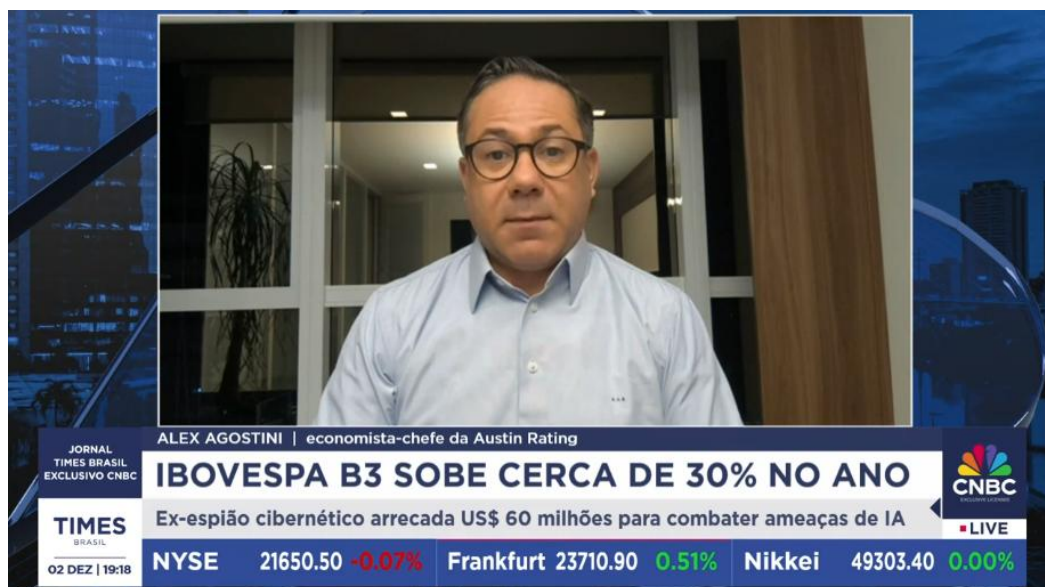 JORNAL
TIMES BRASIL
EXCLUSIVO CNBC
ALEX AGOSTINI | economista-chefe da Austin Rating
IBOVESPA B3 SOBE CERCA DE 30% NO ANO
CNBC
EXCLUSIVE LICENSEE
TIMES
BRASIL
Ex-espião cibernético arrecada US$ 60 milhões para combater ameaças de IA
LIVE
02 DEZ | 19:18
NYSE 21650.50 -0.07% Frankfurt 23710.90 0.51% Nikkei 49303.40 0.00%